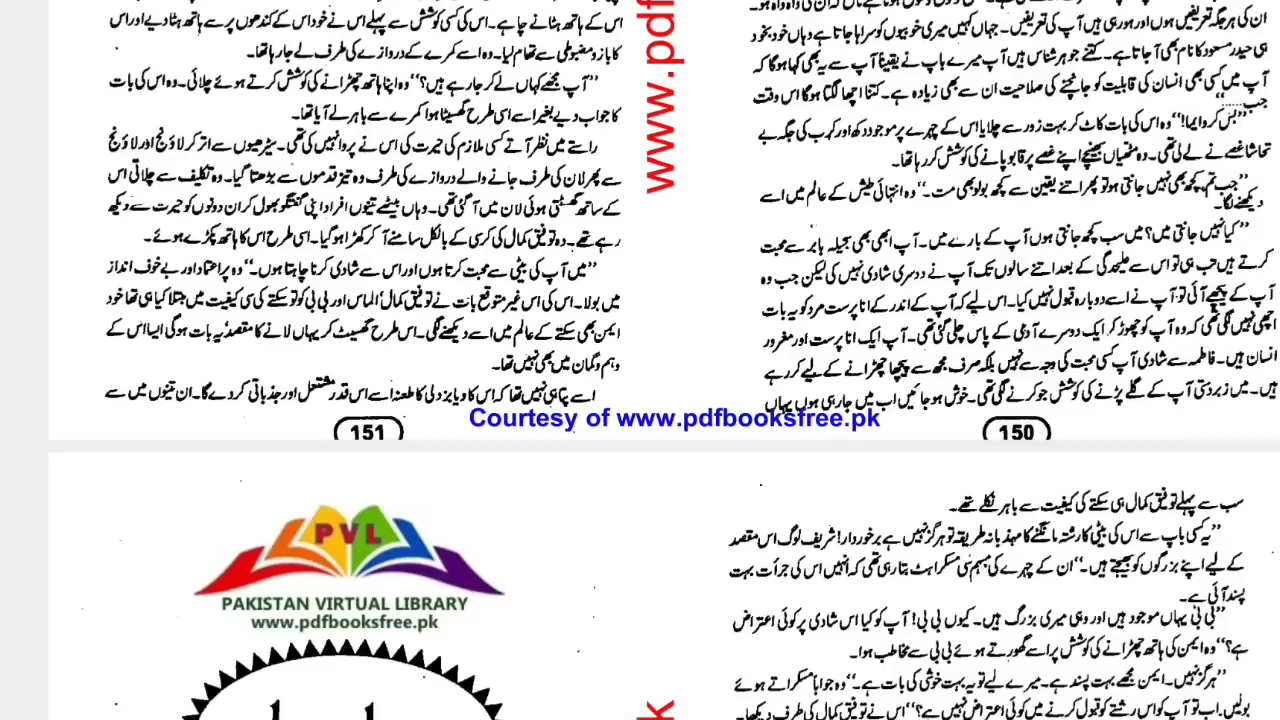 ان کی ہر جگہ تعریفیں ہوں اور ہو رہی ہیں آپ کی تعریفیں۔ جہاں کہیں میری خوبیوں کو سراہا جاتا ہے وہاں خود بخود
ہی حیدر مسعود کا نام بھی آ جاتا ہے۔ کتنے جوہر شناس ہیں آپ میرے باپ نے یقیناً آپ سے یہ بھی کہا ہوگا کہ
آپ میں کسی بھی انسان کی قابلیت کو جانچنے کی صلاحیت ان سے بھی زیادہ ہے۔ کتنا اچھا لگتا ہوگا اس وقت
جب.....“
”بس کرو ایما!“ وہ اس کی بات کاٹ کر بہت زور سے چلایا اس کے چہرے پر موجود دکھ اور کرب کی جگہ بے
تحاشا غصے نے لے لی تھی۔ وہ مٹھیاں بھینچے اپنے غصے پر قابو پانے کی کوشش کر رہا تھا۔
”جب تم کچھ بھی نہیں جانتی ہو تو پھر اتنے یقین سے کچھ بولو بھی مت۔“ وہ انتہائی طیش کے عالم میں اسے
دیکھنے لگا۔
”کیا نہیں جانتی میں؟ میں سب کچھ جانتی ہوں آپ کے بارے میں۔ آپ ابھی بھی سجیلہ بابر سے محبت
کرتے ہیں تب ہی تو اس سے علیحدگی کے بعد اتنے سالوں تک آپ نے دوسری شادی نہیں کی لیکن جب وہ
آپ کے پیچھے آئی تو آپ نے اسے دوبارہ قبول نہیں کیا۔ اس لیے کہ آپ کے اندر کے انا پرست مرد کو یہ بات
اچھی نہیں لگی تھی کہ وہ آپ کو چھوڑ کر ایک دوسرے آدمی کے پاس چلی گئی تھی۔ آپ ایک انا پرست اور مغرور
انسان ہیں۔ فاطمہ سے شادی آپ کسی محبت کی وجہ سے نہیں بلکہ صرف مجھ سے پیچھا چھڑانے کے لیے کر رہے
ہیں۔ میں زبردستی آپ کے گلے پڑنے کی کوشش جو کرنے لگی تھی۔ خوش ہو جائیں اب میں جا رہی ہوں یہاں
150
اس کے ہاتھ ہٹانے چاہے۔ اس کی کسی کوشش سے پہلے اس نے خود اس کے کندھوں پر سے ہاتھ ہٹا دیے اور اس
کا بازو مضبوطی سے تھام لیا۔ وہ اسے کمرے کے دروازے کی طرف لے جا رہا تھا۔
”آپ مجھے کہاں لے کر جا رہے ہیں؟“ وہ اپنا ہاتھ چھڑانے کی کوشش کرتے ہوئے چلائی۔ وہ اس کی بات
کا جواب دیے بغیر اسے اسی طرح گھسیٹتا ہوا کمرے سے باہر لے آیا تھا۔
راستے میں نظر آتے کسی ملازم کی حیرت کی اس نے پروا نہیں کی تھی۔ سیڑھیوں سے اتر کر لاؤنج اور لاؤنج
سے پھر لان کی طرف جانے والے دروازے کی طرف وہ تیز قدموں سے بڑھتا گیا۔ وہ تکلیف سے چلاتی اس
کے ساتھ گھسٹتی ہوئی لان میں آ گئی تھی۔ وہاں بیٹھے تینوں افراد اپنی گفتگو بھول کر ان دونوں کو حیرت سے دیکھ
رہے تھے۔ وہ توفیق کمال کی کرسی کے بالکل سامنے آ کر کھڑا ہو گیا۔ اسی طرح اس کا ہاتھ پکڑے ہوئے۔
”میں آپ کی بیٹی سے محبت کرتا ہوں اور اس سے شادی کرنا چاہتا ہوں۔“ وہ پر اعتماد اور بے خوف انداز
میں بولا۔ اس کی اس غیر متوقع بات نے توفیق کمال‘ الماس اور بی بی کو تو سکتے کی سی کیفیت میں مبتلا کیا ہی تھا خود
ایمن بھی سکتے کے عالم میں اسے دیکھنے لگی۔ اس طرح گھسیٹ کر یہاں لانے کا مقصد یہ بات ہوگی ایسا اس کے
وہم و گمان میں بھی نہیں تھا۔
اسے پتا ہی نہیں تھا کہ اس کا دیا بزدلی کا طعنہ اسے اس قدر مشتعل اور جذباتی کر دے گا۔ ان تینوں میں سے
151
Courtesy of www.pdfbooksfree.pk
www.pdf
سب سے پہلے توفیق کمال ہی سکتے کی کیفیت سے باہر نکلے تھے۔
”یہ کسی باپ سے اس کی بیٹی کا رشتہ مانگنے کا مہذبانہ طریقہ تو ہرگز نہیں ہے برخوردار! شریف لوگ اس مقصد
کے لیے اپنے بزرگوں کو بھیجتے ہیں۔“ ان کے چہرے کی مبہم سی مسکراہٹ بتا رہی تھی کہ انہیں اس کی جرأت بہت
پسند آئی ہے۔
”بی بی یہاں موجود ہیں اور وہی میری بزرگ ہیں۔ کیوں بی بی! آپ کو کیا اس شادی پر کوئی اعتراض
ہے؟“ وہ ایمن کی ہاتھ چھڑانے کی کوشش پر اسے گھورتے ہوئے بی بی سے مخاطب ہوا۔
”ہرگز نہیں۔ ایمن مجھے بہت پسند ہے۔ میرے لیے تو یہ بہت خوشی کی بات ہے۔“ وہ جواباً مسکراتے ہوئے
بولیں۔ اب تو آپ کو اس رشتے کو قبول کرنے میں کوئی اعتراض نہیں ہے؟“ اس نے توفیق کمال کی طرف دیکھا۔
PVL
PAKISTAN VIRTUAL LIBRARY
www.pdfbooksfree.pk
k